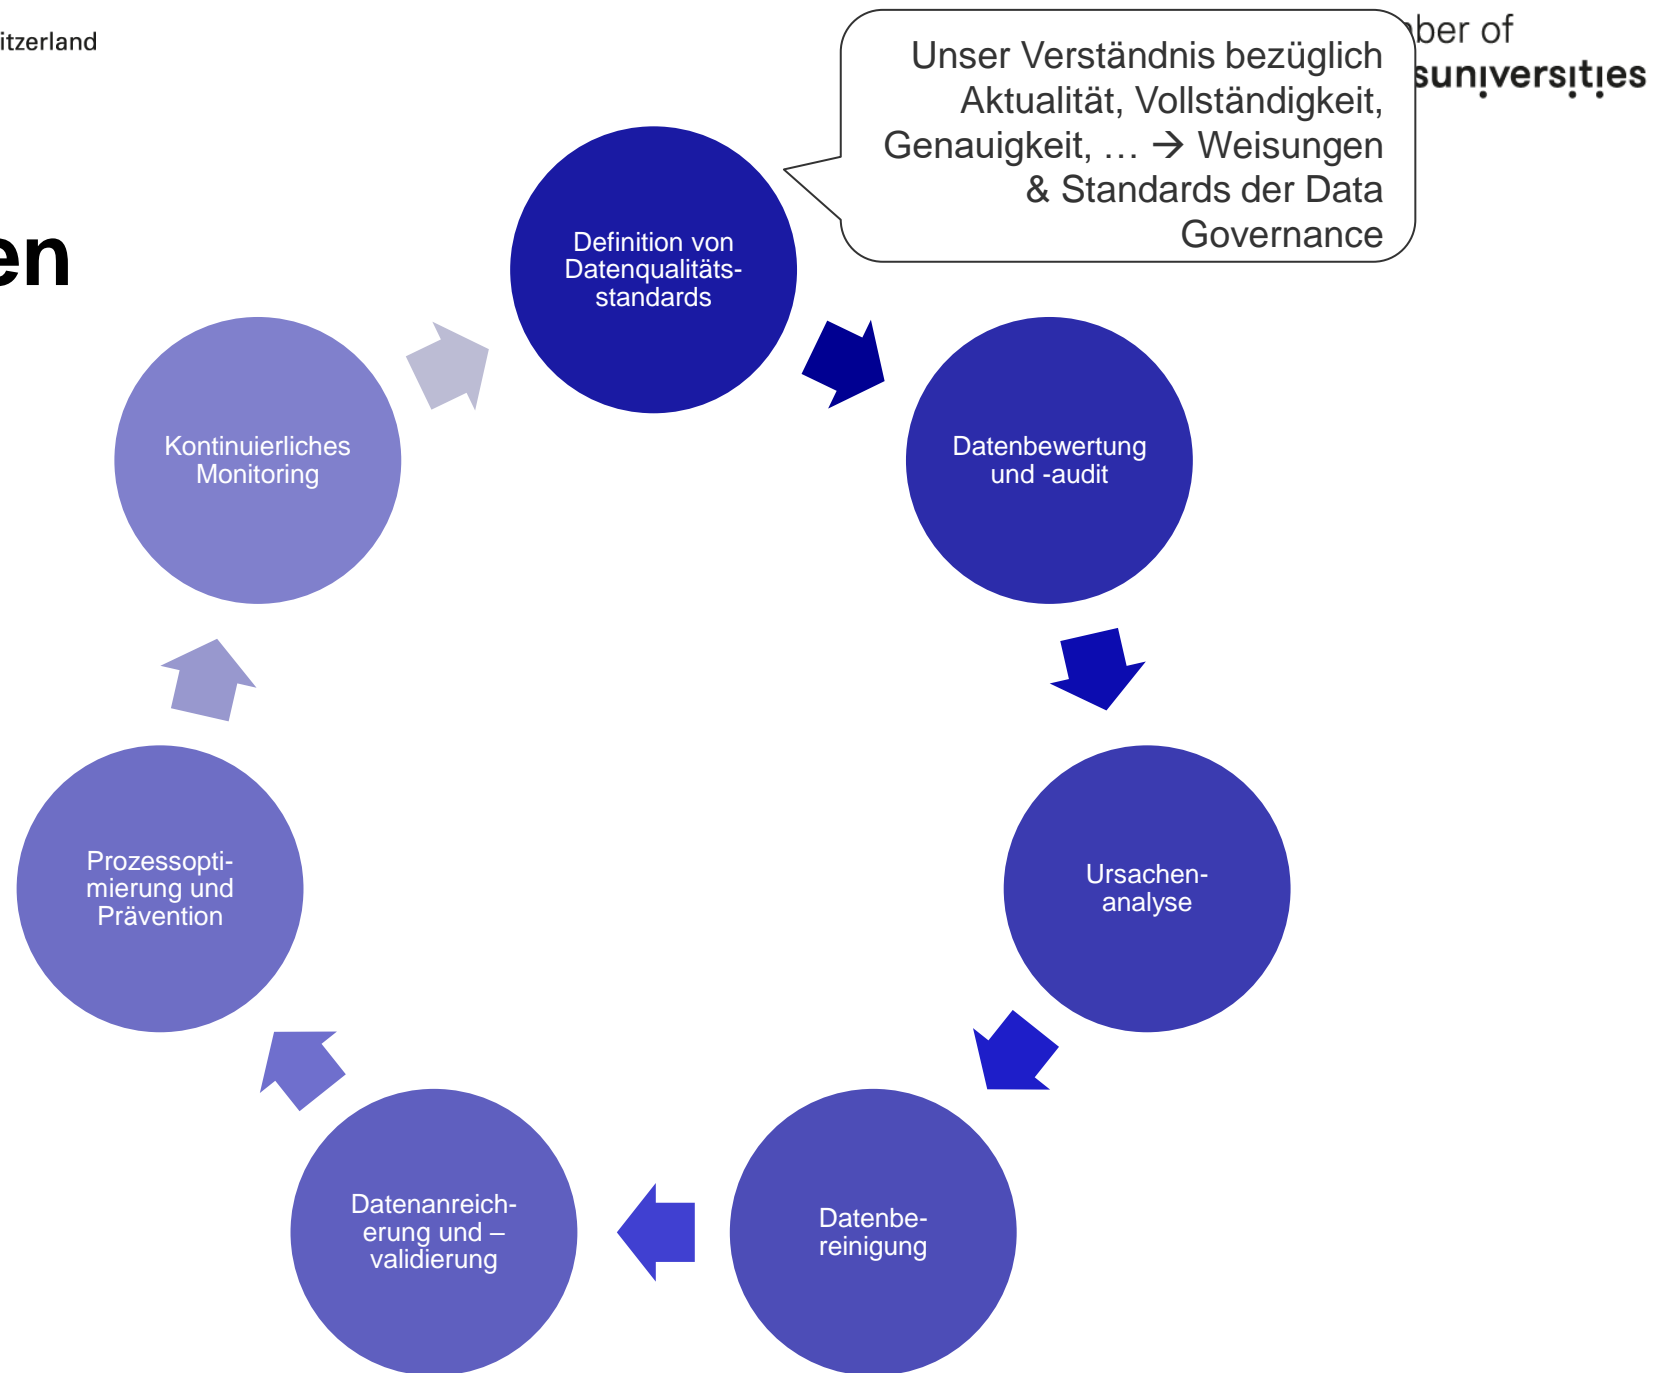 itzerland
ber of
suniversities
en
Unser Verständnis bezüglich
Aktualität, Vollständigkeit,
Genauigkeit, … → Weisungen
& Standards der Data
Governance
Definition von
Datenqualitäts-
standards
Datenbewertung
und -audit
Ursachen-
analyse
Datenbe-
reinigung
Datenanreich-
erung und –
validierung
Prozessopti-
mierung und
Prävention
Kontinuierliches
Monitoring